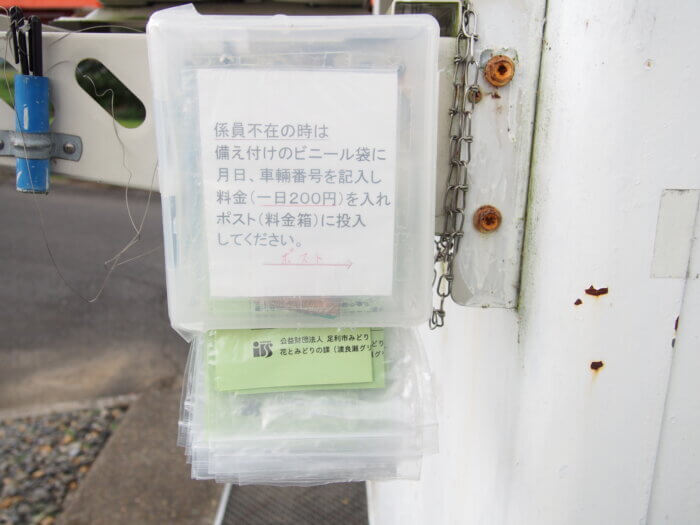 係員不在の時は
備え付けのビニール袋に
月日、車輛番号を記入し
料金(一日200円)を入れ
ポスト(料金箱)に投入
してください。
ポスト
公益財団法人 足利市みどり
花とみどりの課(渡良瀬グリ